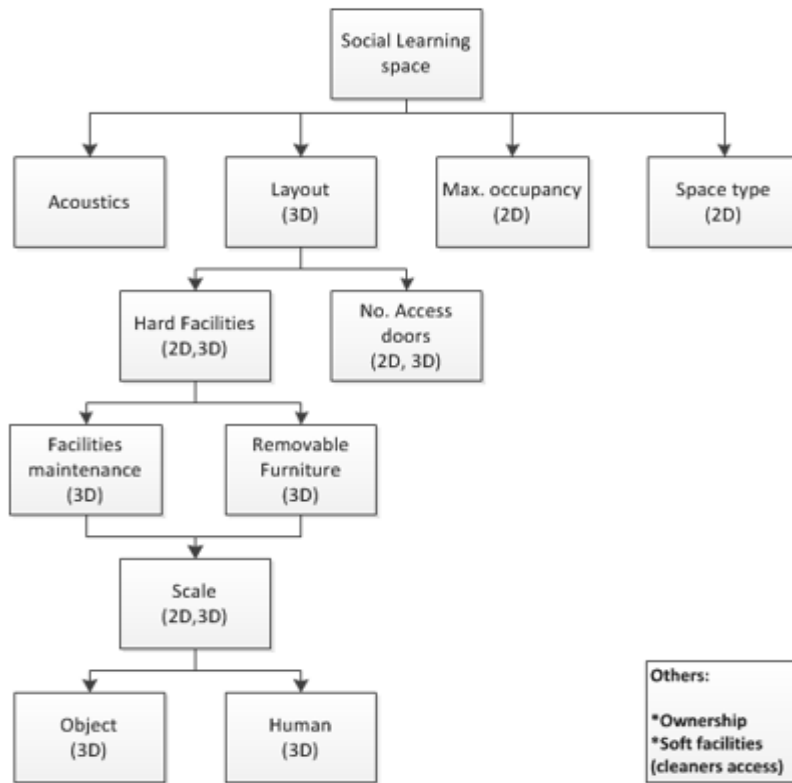 Social Learning
space
Acoustics
Layout
(3D)
Max. occupancy
(2D)
Space type
(2D)
Hard Facilities
(2D,3D)
No. Access
doors
(2D, 3D)
Facilities
maintenance
(3D)
Removable
Furniture
(3D)
Scale
(2D,3D)
Object
(3D)
Human
(3D)
Others:
*Ownership
*Soft facilities
(cleaners access)